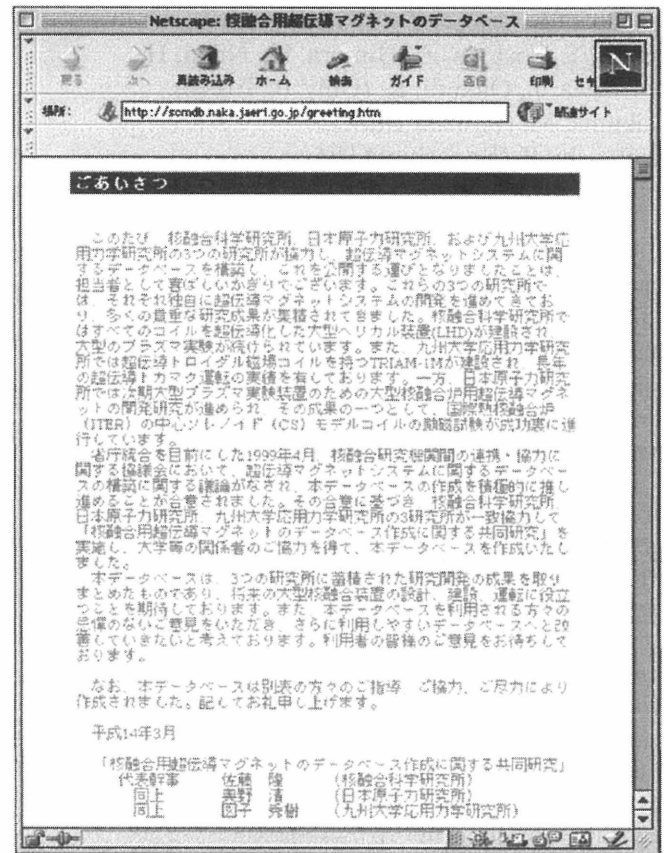 Netscape: 核融合用超伝導マグネットのデータベース
戻る 次へ 再読み込み ホーム 検索 ガイド 画像 印刷 セキ
場所: http://scmdb.naka.jaeri.go.jp/greeting.htm 関連サイト
ごあいさつ
このたび、核融合科学研究所、日本原子力研究所、および九州大学応
用力学研究所の3つの研究所が協力し、超伝導マグネットシステムに関
するデータベースを構築し、これを公開する運びとなりましたことは、
担当者として喜ばしいかぎりでございます。これらの3つの研究所で
は、それぞれ独自に超伝導マグネットシステムの開発を進めてきてお
り、多くの貴重な研究成果が集積されてきました。核融合科学研究所で
はすべてのコイルを超伝導化した大型ヘリカル装置(LHD)が建設され、
大型のプラズマ実験が続けられています。また、九州大学応用力学研究
所では超伝導トロイダル磁場コイルを持つTRIAM-1Mが建設され、長年
の超伝導トカマク運転の実績を有しております。一方、日本原子力研究
所では次期大型プラズマ実験装置のための大型核融合炉用超伝導マグネ
ットの開発研究が進められ、その成果の一つとして、国際熱核融合炉
(ITER)の中心ソレノイド(CS)モデルコイルの励磁試験が成功裏に進
行しています。
省庁統合を目前にした1999年4月、核融合研究機関間の連携・協力に
関する協議会において、超伝導マグネットシステムに関するデータベー
スの構築に関する議論がなされ、本データベースの作成を積極的に推し
進めることが合意されました。その合意に基づき、核融合科学研究所、
日本原子力研究所、九州大学応用力学研究所の3研究所が一致協力して
「核融合用超伝導マグネットのデータベース作成に関する共同研究」を
実施し、大学等の関係者のご協力を得て、本データベースを作成いたし
ました。
本データベースは、3つの研究所に蓄積された研究開発の成果を取り
まとめたものであり、将来の大型核融合装置の設計、建設、運転に役立
つことを期待しております。また、本データベースを利用される方々の
忌憚のないご意見をいただき、さらに利用しやすいデータベースへと改
善していきたいと考えております。利用者の皆様のご意見をお待ちして
おります。
なお、本データベースは別表の方々のご指導、ご協力、ご尽力により
作成されました。記してお礼申し上げます。
平成14年3月
「核融合用超伝導マグネットのデータベース作成に関する共同研究」
代表幹事 佐藤 隆 (核融合科学研究所)
同上 奥野 清 (日本原子力研究所)
同上 図子 秀樹 (九州大学応用力学研究所)